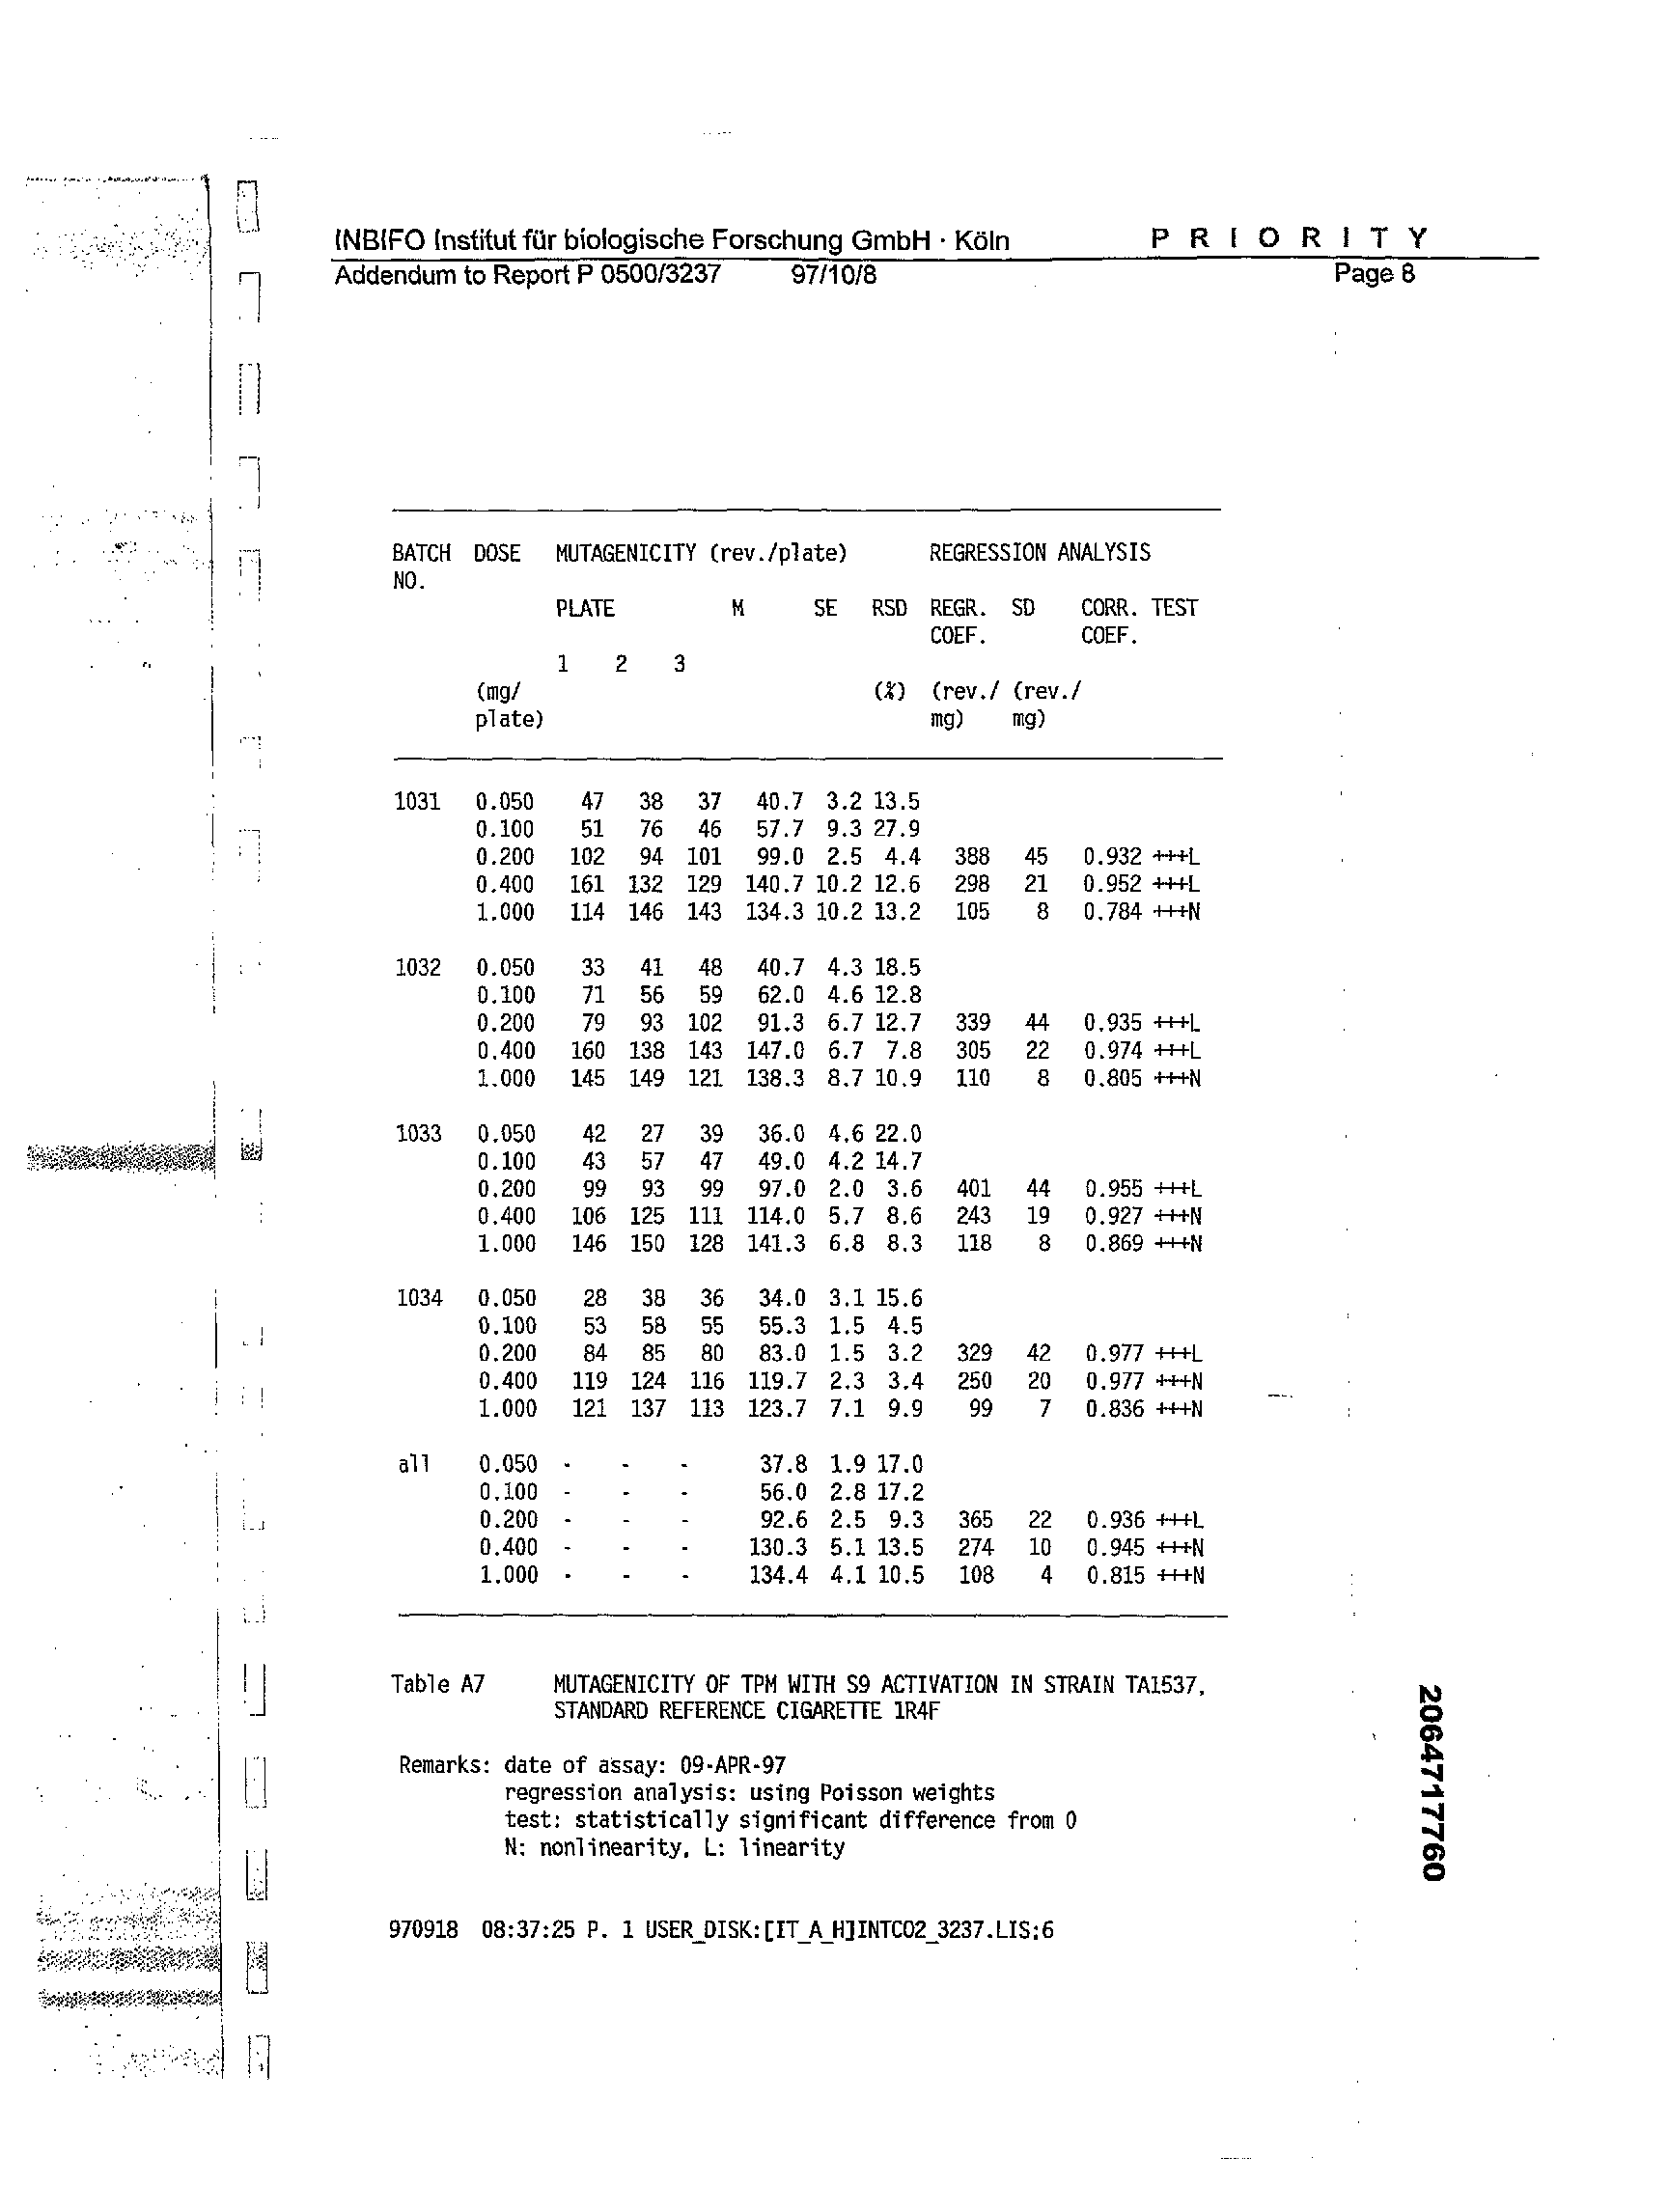 INBIFO Institut für biologische Forschung GmbH · Köln P R I O R I T Y
Addendum to Report P 0500/3237 97/10/8 Page 8
BATCH DOSE MUTAGENICITY (rev./plate) REGRESSION ANALYSIS
NO.
PLATE M SE RSD REGR. SD CORR. TEST
COEF. COEF.
1 2 3
(mg/ (%) (rev./ (rev./
plate) mg) mg)
1031 0.050 47 38 37 40.7 3.2 13.5
0.100 51 76 46 57.7 9.3 27.9
0.200 102 94 101 99.0 2.5 4.4 388 45 0.932 +++L
0.400 161 132 129 140.7 10.2 12.6 298 21 0.952 +++L
1.000 114 146 143 134.3 10.2 13.2 105 8 0.784 +++N
1032 0.050 33 41 48 40.7 4.3 18.5
0.100 71 56 59 62.0 4.6 12.8
0.200 79 93 102 91.3 6.7 12.7 339 44 0.935 +++L
0.400 160 138 143 147.0 6.7 7.8 305 22 0.974 +++L
1.000 145 149 121 138.3 8.7 10.9 110 8 0.805 +++N
1033 0.050 42 27 39 36.0 4.6 22.0
0.100 43 57 47 49.0 4.2 14.7
0.200 99 93 99 97.0 2.0 3.6 401 44 0.955 +++L
0.400 106 125 111 114.0 5.7 8.6 243 19 0.927 +++N
1.000 146 150 128 141.3 6.8 8.3 118 8 0.869 +++N
1034 0.050 28 38 36 34.0 3.1 15.6
0.100 53 58 55 55.3 1.5 4.5
0.200 84 85 80 83.0 1.5 3.2 329 42 0.977 +++L
0.400 119 124 116 119.7 2.3 3.4 250 20 0.977 +++N
1.000 121 137 113 123.7 7.1 9.9 99 7 0.836 +++N
all 0.050 - - - 37.8 1.9 17.0
0.100 - - - 56.0 2.8 17.2
0.200 - - - 92.6 2.5 9.3 365 22 0.936 +++L
0.400 - - - 130.3 5.1 13.5 274 10 0.945 +++N
1.000 - - - 134.4 4.1 10.5 108 4 0.815 +++N
Table A7 MUTAGENICITY OF TPM WITH S9 ACTIVATION IN STRAIN TA1537,
STANDARD REFERENCE CIGARETTE 1R4F
Remarks: date of assay: 09-APR-97
regression analysis: using Poisson weights
test: statistically significant difference from 0
N: nonlinearity, L: linearity
970918 08:37:25 P. 1 USER_DISK:[IT_A_H]INTCO2_3237.LIS;6
2064717760